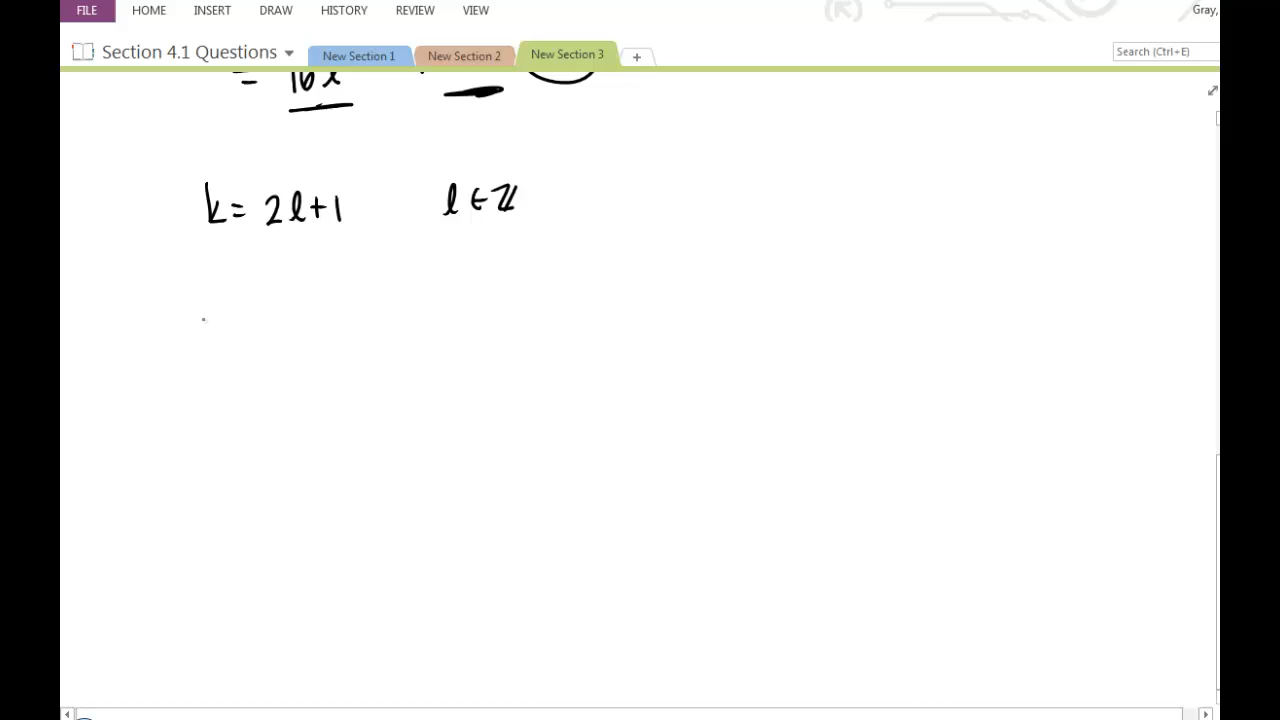 FILE HOME INSERT DRAW HISTORY REVIEW VIEW Gray,
Section 4.1 Questions New Section 1 New Section 2 New Section 3 + Search (Ctrl+E)
= 16l
k = 2l+1 l ∈ ℤ